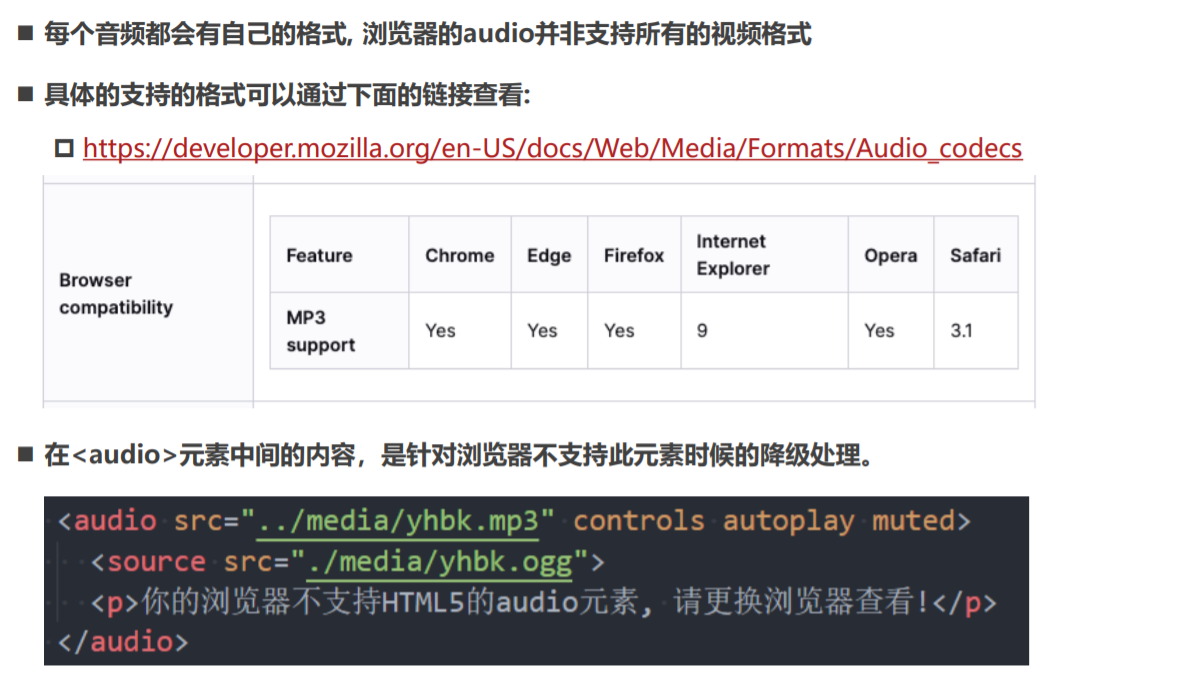 每个音频都会有自己的格式, 浏览器的audio并非支持所有的视频格式
具体的支持的格式可以通过下面的链接查看:
https://developer.mozilla.org/en-US/docs/Web/Media/Formats/Audio_codecs
Browser compatibility
Feature Chrome Edge Firefox Internet Explorer Opera Safari
MP3 support Yes Yes Yes 9 Yes 3.1
在<audio>元素中间的内容，是针对浏览器不支持此元素时候的降级处理。
<audio src="../media/yhbk.mp3" controls autoplay muted>
<source src="./media/yhbk.ogg">
<p>你的浏览器不支持HTML5的audio元素, 请更换浏览器查看!</p>
</audio>